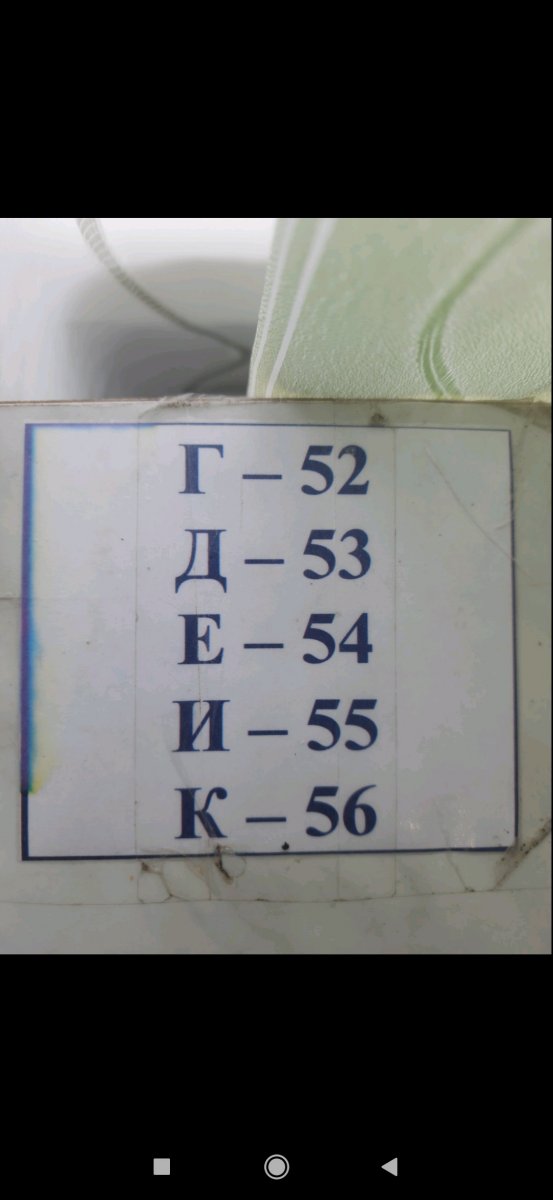 Г – 52
Д – 53
Е – 54
И – 55
К – 56